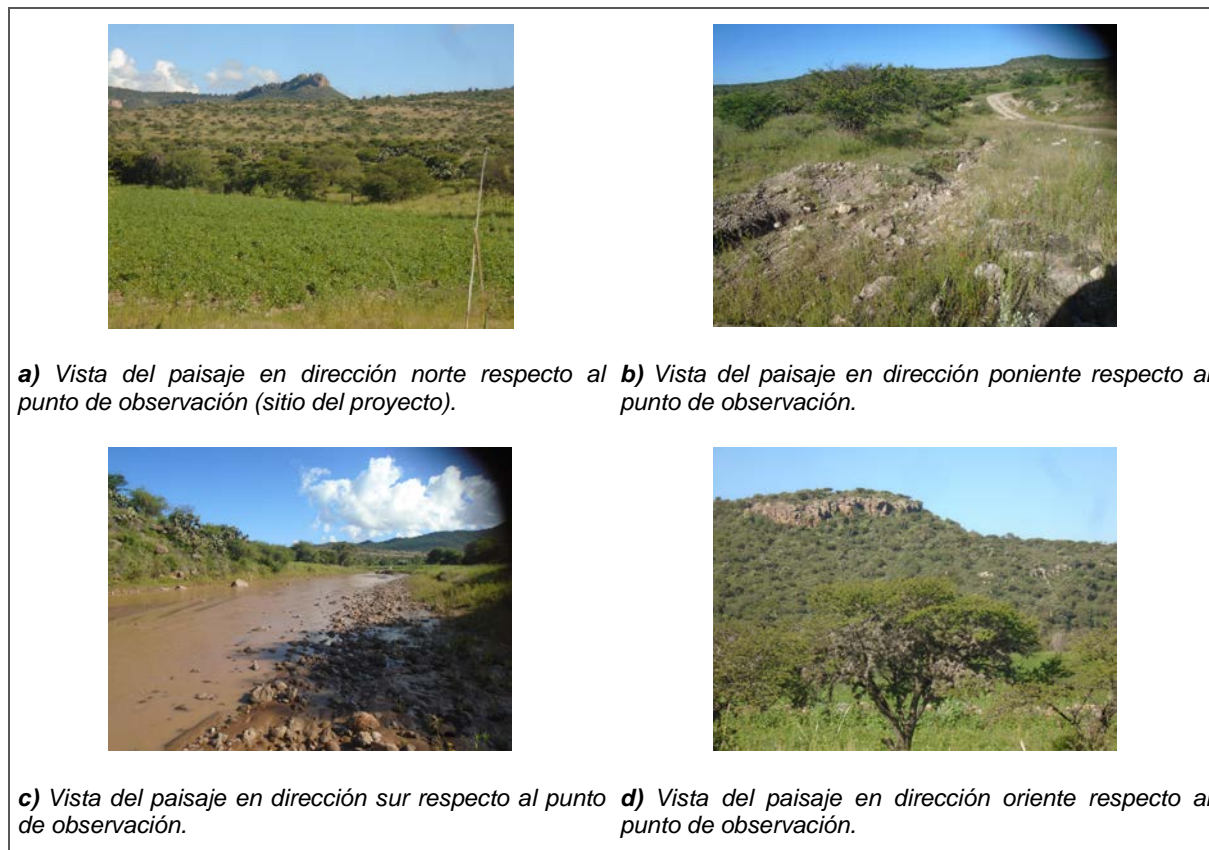 a) Vista del paisaje en dirección norte respecto al
punto de observación (sitio del proyecto).
b) Vista del paisaje en dirección poniente respecto al
punto de observación.
c) Vista del paisaje en dirección sur respecto al punto
de observación.
d) Vista del paisaje en dirección oriente respecto al
punto de observación.